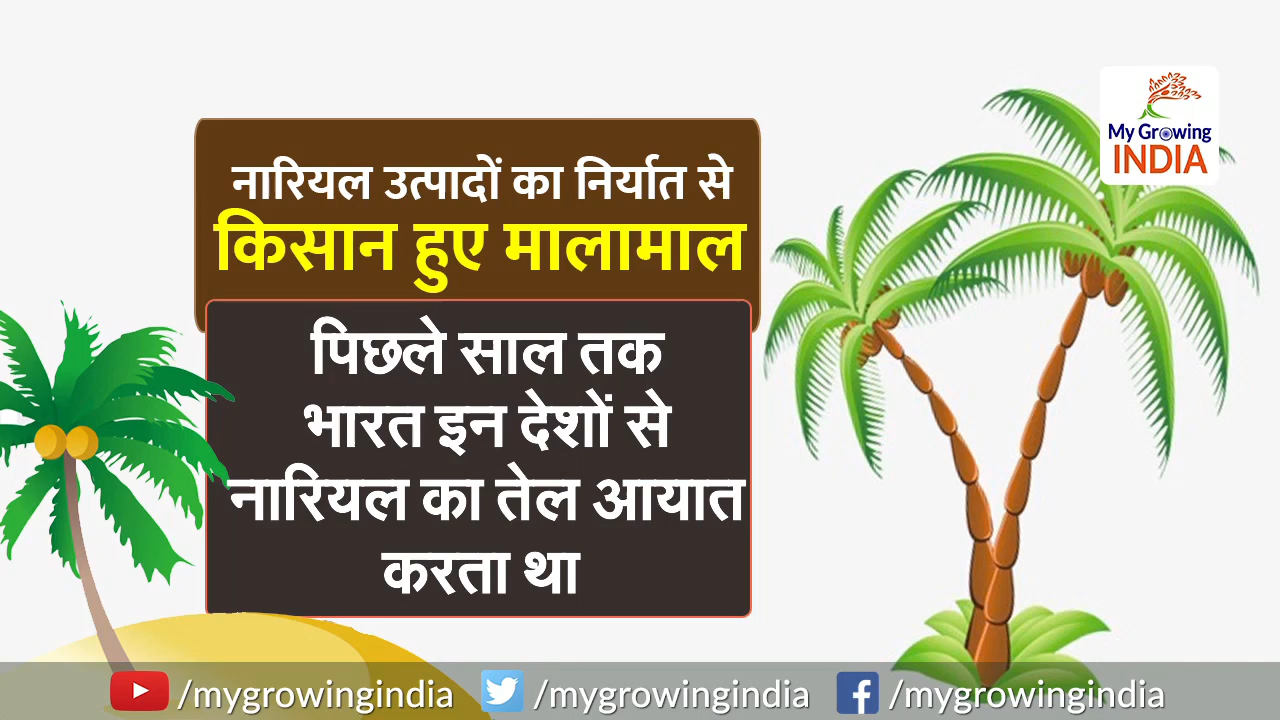 My Growing
INDIA
नारियल उत्पादों का निर्यात से
किसान हुए मालामाल
पिछले साल तक
भारत इन देशों से
नारियल का तेल आयात
करता था
/mygrowingindia /mygrowingindia /mygrowingindia